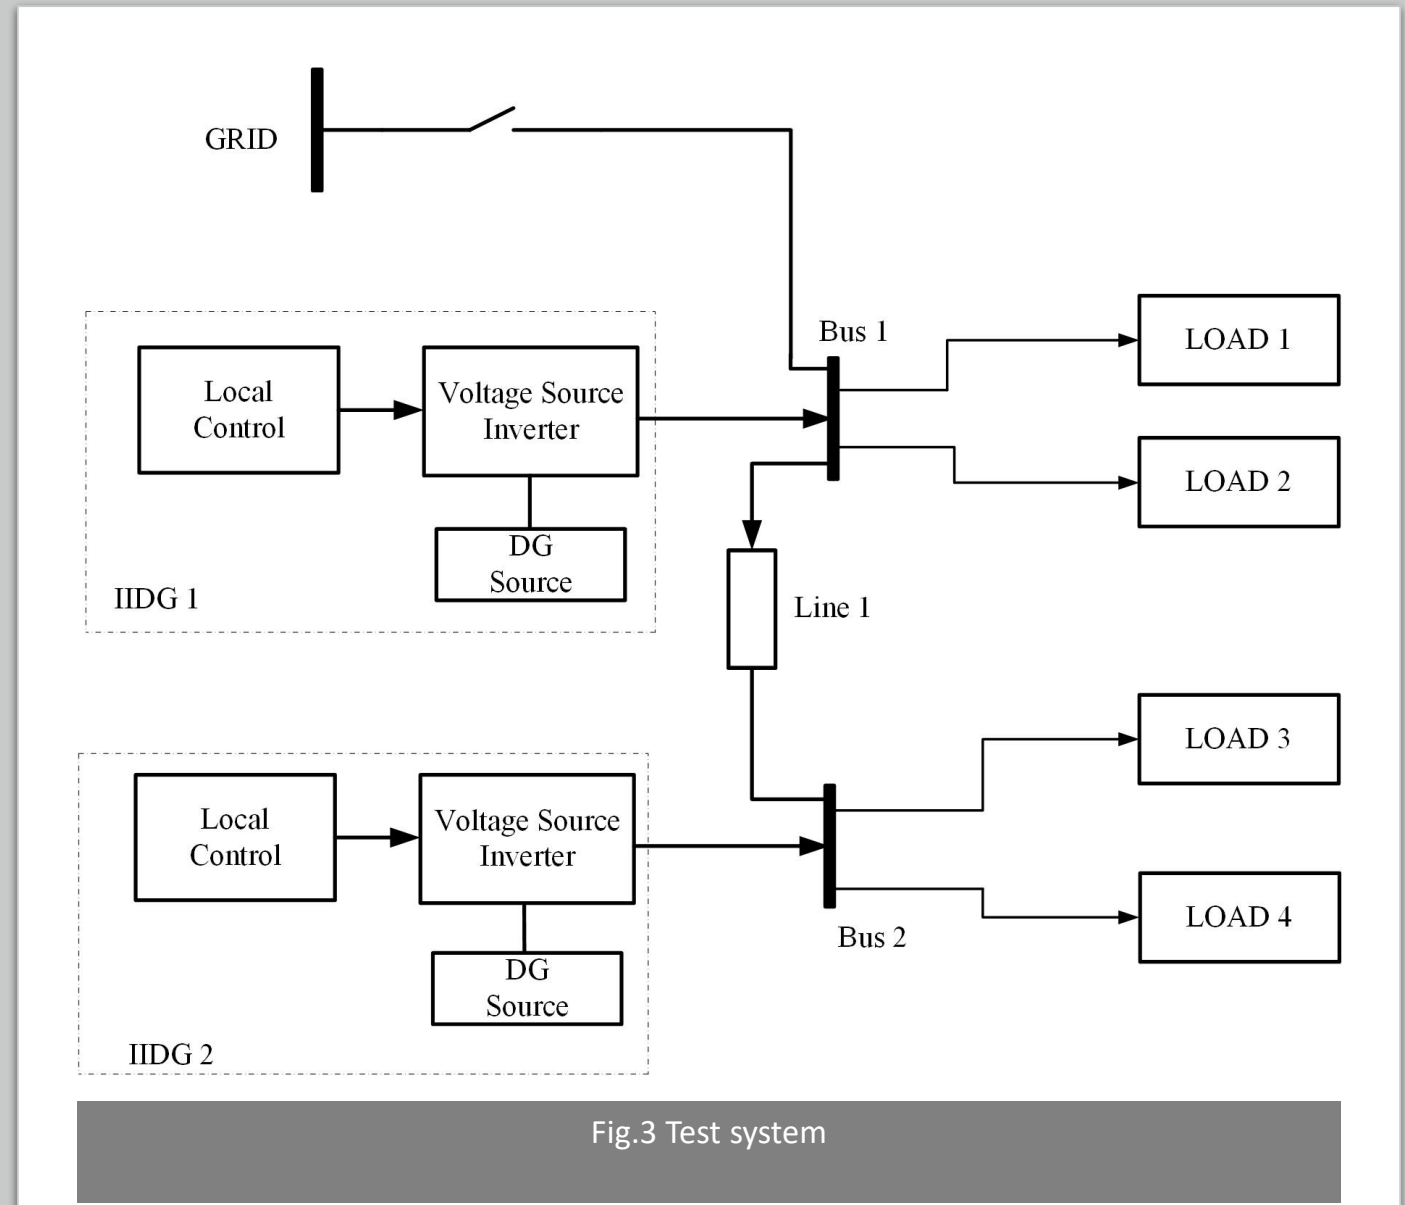 GRID
Bus 1
LOAD 1
Local
Control
Voltage Source
Inverter
LOAD 2
DG
Source
IIDG 1
Line 1
LOAD 3
Local
Control
Voltage Source
Inverter
LOAD 4
Bus 2
DG
Source
IIDG 2
Fig.3 Test system